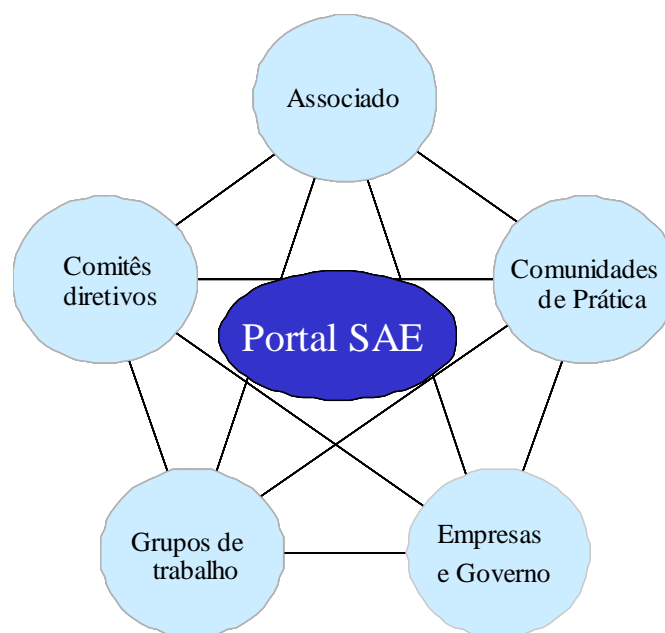 Associado
Comitês
diretivos
Comunidades
de Prática
Portal SAE
Grupos de
trabalho
Empresas
e Governo